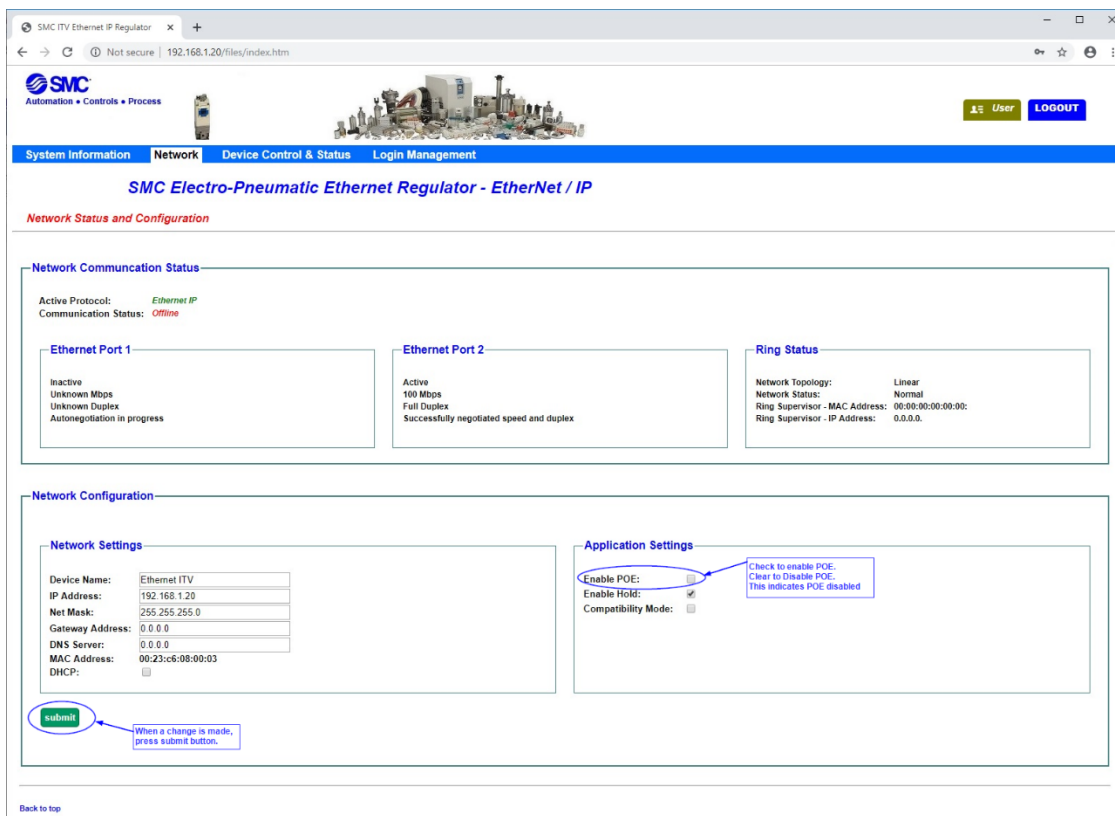 SMC ITV Ethernet IP Regulator
Not secure | 192.168.1.20/files/index.htm
SMC
Automation • Controls • Process
User LOGOUT
System Information Network Device Control & Status Login Management
SMC Electro-Pneumatic Ethernet Regulator - EtherNet / IP
Network Status and Configuration
Network Communcation Status
Active Protocol: Ethernet IP
Communication Status: Offline
Ethernet Port 1
Inactive
Unknown Mbps
Unknown Duplex
Autonegotiation in progress
Ethernet Port 2
Active
100 Mbps
Full Duplex
Successfully negotiated speed and duplex
Ring Status
Network Topology: Linear
Network Status: Normal
Ring Supervisor - MAC Address: 00:00:00:00:00:00:
Ring Supervisor - IP Address: 0.0.0.0.
Network Configuration
Network Settings
Device Name: Ethernet ITV
IP Address: 192.168.1.20
Net Mask: 255.255.255.0
Gateway Address: 0.0.0.0
DNS Server: 0.0.0.0
MAC Address: 00:23:c6:08:00:03
DHCP:
Application Settings
Enable POE:
Enable Hold:
Compatibility Mode:
Check to enable POE.
Clear to Disable POE.
This indicates POE disabled
submit
When a change is made,
press submit button.
Back to top